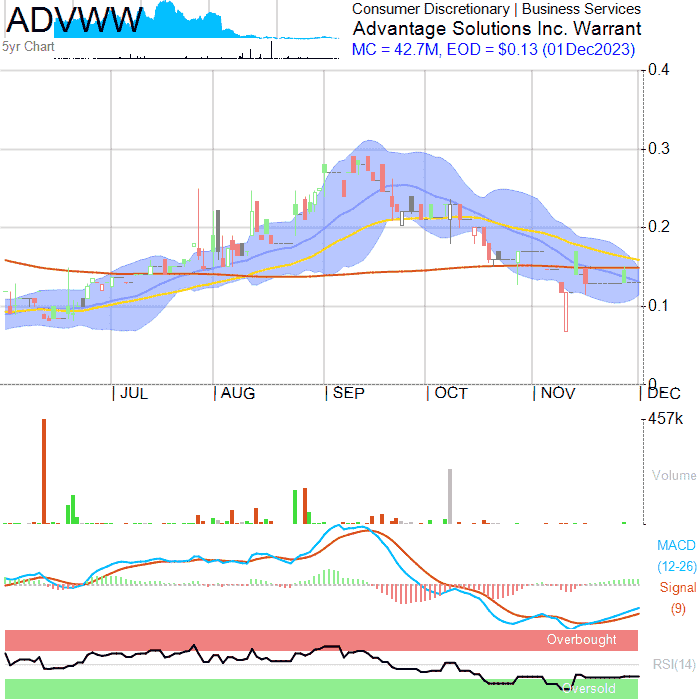 ADVWW
5yr Chart
Consumer Discretionary | Business Services
Advantage Solutions Inc. Warrant
MC = 42.7M, EOD = $0.13 (01Dec2023)
0.4
0.3
0.2
0.1
0
JUL AUG SEP OCT NOV DEC
457k
Volume
MACD
(12-26)
Signal
(9)
Overbought
RSI(14)
Oversold